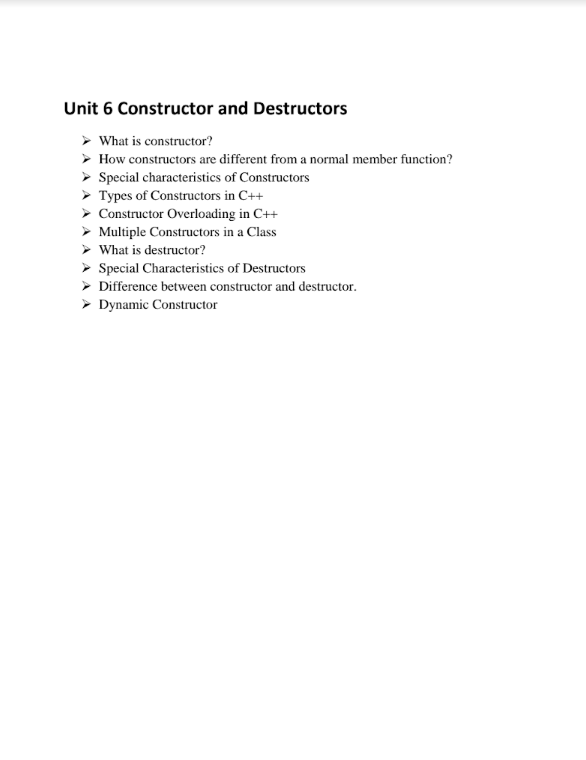 Unit 6 Constructor and Destructors
➢ What is constructor?
➢ How constructors are different from a normal member function?
➢ Special characteristics of Constructors
➢ Types of Constructors in C++
➢ Constructor Overloading in C++
➢ Multiple Constructors in a Class
➢ What is destructor?
➢ Special Characteristics of Destructors
➢ Difference between constructor and destructor.
➢ Dynamic Constructor